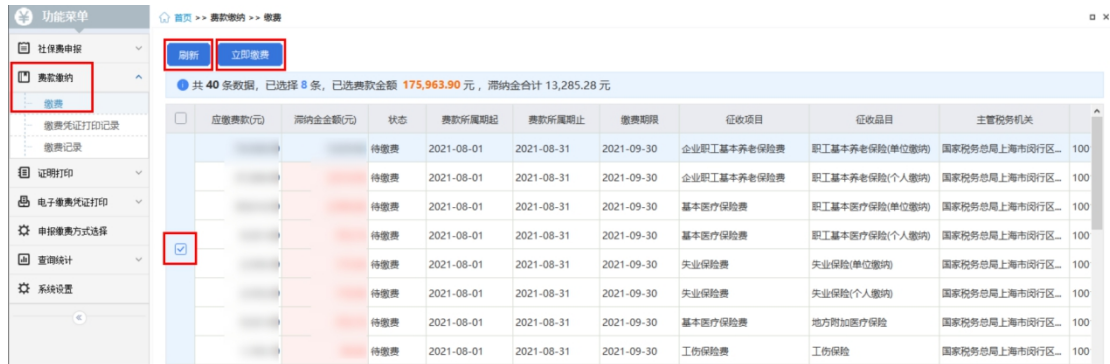 功能菜单
首页 >> 费款缴纳 >> 缴费
社保费申报
费款缴纳
缴费
缴费凭证打印记录
缴费记录
证明打印
电子缴费凭证打印
申报缴费方式选择
查询统计
系统设置
刷新 立即缴费
共 40 条数据，已选择 8 条，已选费款金额 175,963.90 元，滞纳金合计 13,285.28 元
应缴费款(元) 滞纳金金额(元) 状态 费款所属期起 费款所属期止 缴费期限 征收项目 征收品目 主管税务机关
待缴费 2021-08-01 2021-08-31 2021-09-30 企业职工基本养老保险费 职工基本养老保险(单位缴纳) 国家税务总局上海市闵行区... 100
待缴费 2021-08-01 2021-08-31 2021-09-30 企业职工基本养老保险费 职工基本养老保险(个人缴纳) 国家税务总局上海市闵行区... 100
待缴费 2021-08-01 2021-08-31 2021-09-30 基本医疗保险费 职工基本医疗保险(单位缴纳) 国家税务总局上海市闵行区... 100
待缴费 2021-08-01 2021-08-31 2021-09-30 基本医疗保险费 职工基本医疗保险(个人缴纳) 国家税务总局上海市闵行区... 100
待缴费 2021-08-01 2021-08-31 2021-09-30 失业保险费 失业保险(单位缴纳) 国家税务总局上海市闵行区... 100
待缴费 2021-08-01 2021-08-31 2021-09-30 失业保险费 失业保险(个人缴纳) 国家税务总局上海市闵行区... 100
待缴费 2021-08-01 2021-08-31 2021-09-30 基本医疗保险费 地方附加医疗保险 国家税务总局上海市闵行区... 100
待缴费 2021-08-01 2021-08-31 2021-09-30 工伤保险费 工伤保险 国家税务总局上海市闵行区... 100